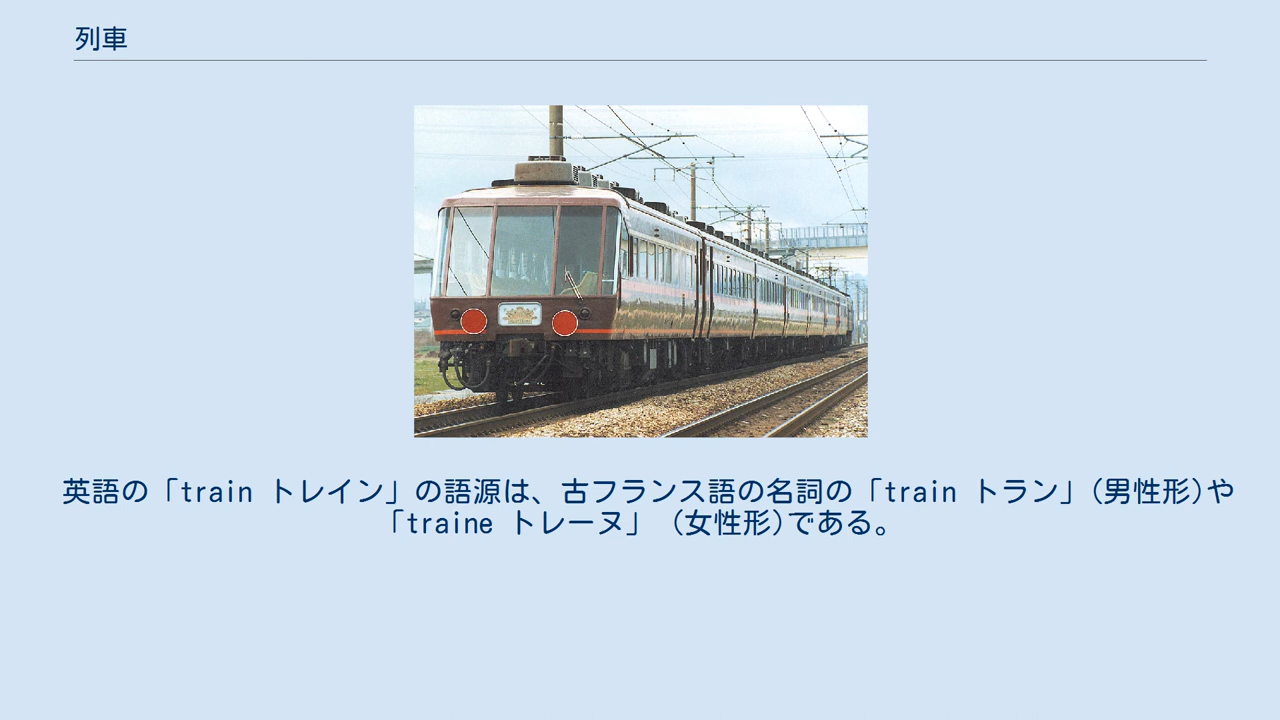 列車
英語の「train トレイン」の語源は、古フランス語の名詞の「train トラン」(男性形)や
「traine トレーヌ」 (女性形)である。